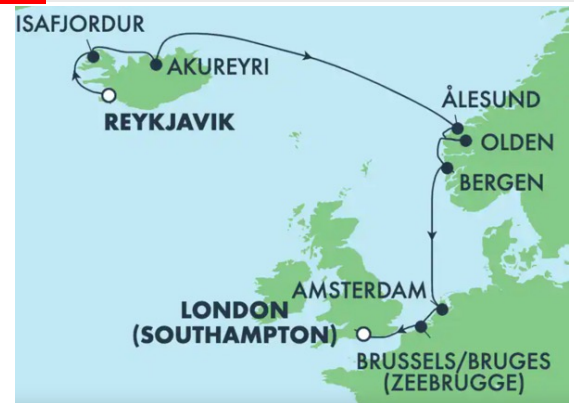 ISAFJORDUR
AKUREYRI
REYKJAVIK
ÅLESUND
OLDEN
BERGEN
AMSTERDAM
LONDON
(SOUTHAMPTON)
BRUSSELS/BRUGES
(ZEEBRUGGE)